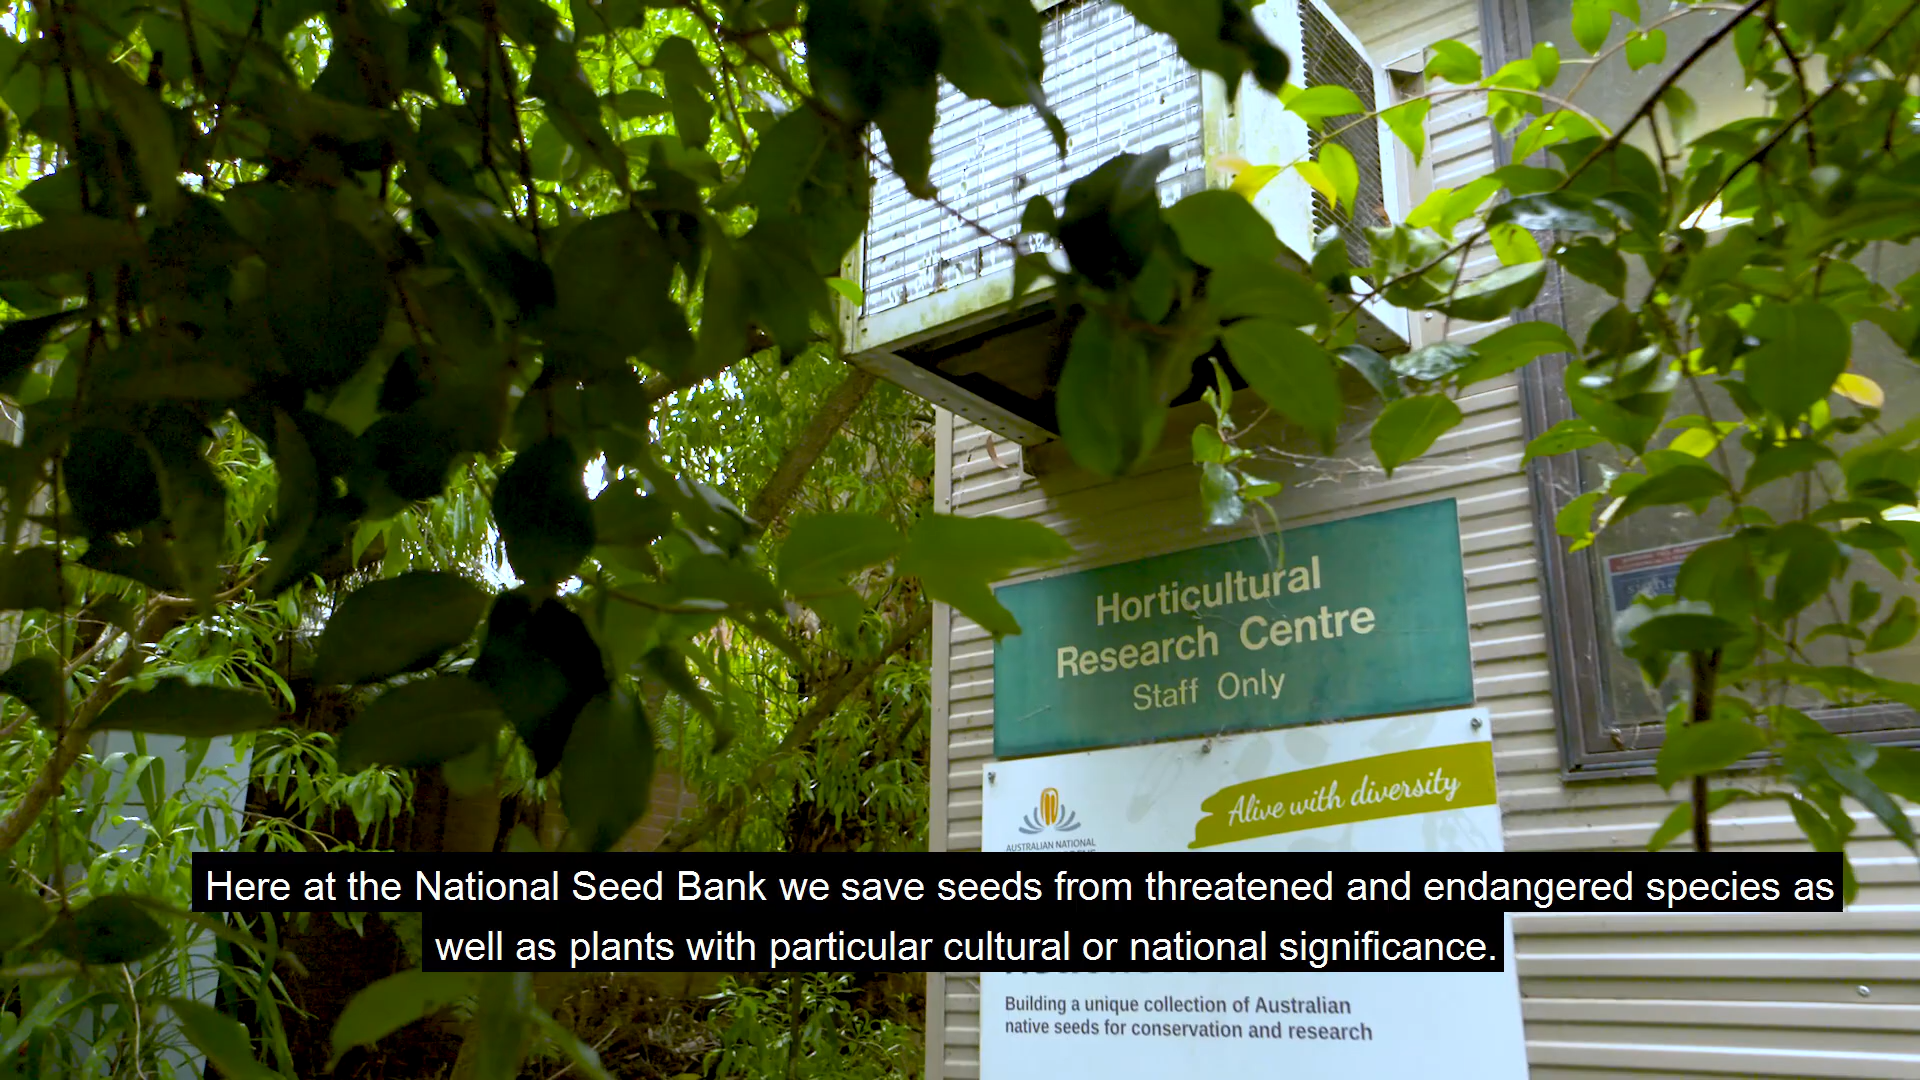 Horticultural
Research Centre
Staff Only
Alive with diversity
AUSTRALIAN NATIONAL
Here at the National Seed Bank we save seeds from threatened and endangered species as
well as plants with particular cultural or national significance.
Building a unique collection of Australian
native seeds for conservation and research